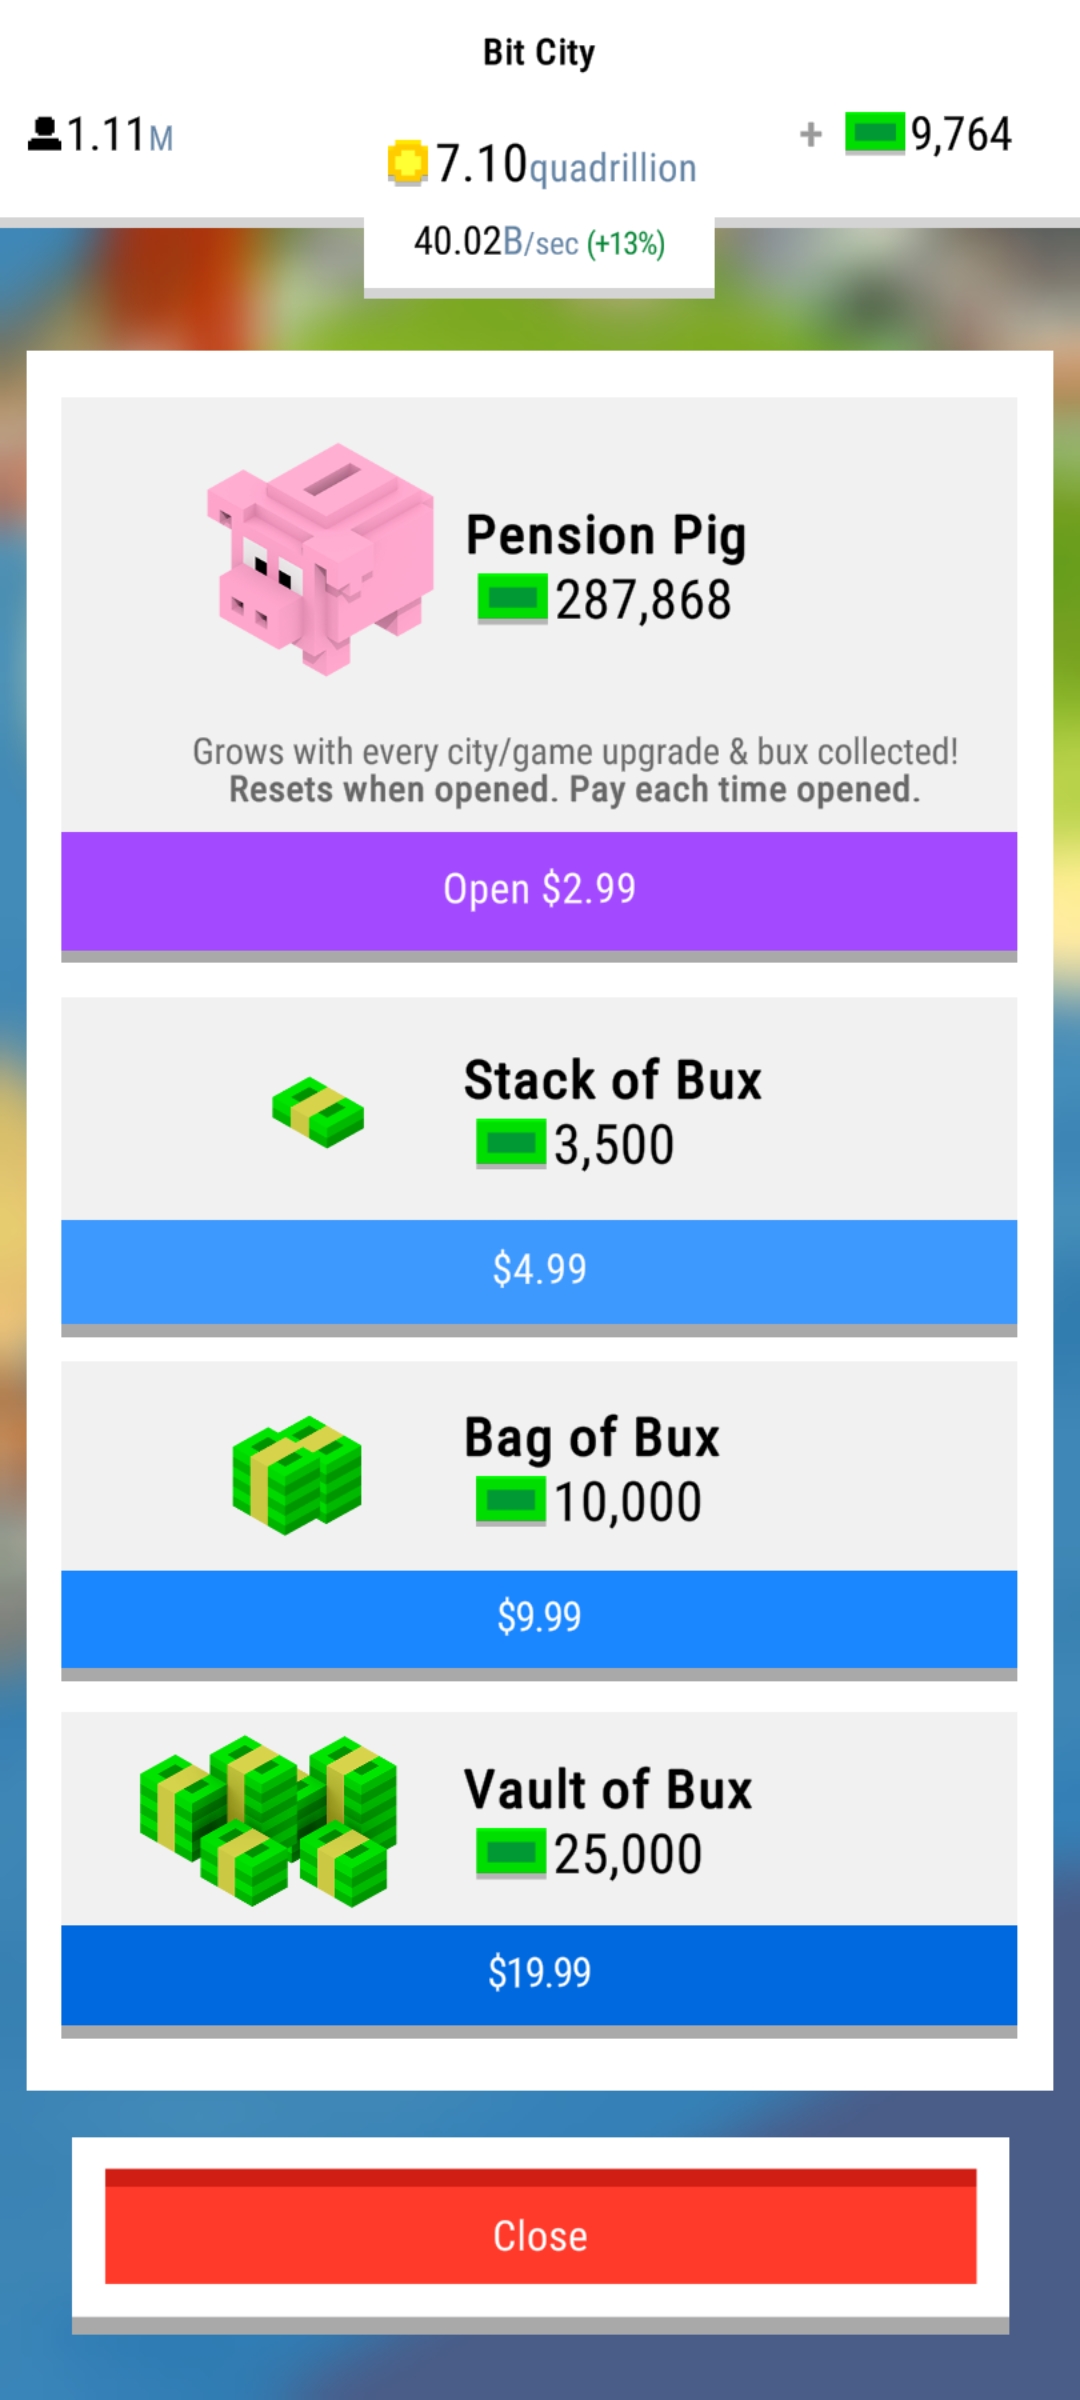 Bit City
1.11M
+ 9,764
7.10quadrillion
40.02B/sec (+13%)
Pension Pig
287,868
Grows with every city/game upgrade & bux collected!
Resets when opened. Pay each time opened.
Open $2.99
Stack of Bux
3,500
$4.99
Bag of Bux
10,000
$9.99
Vault of Bux
25,000
$19.99
Close